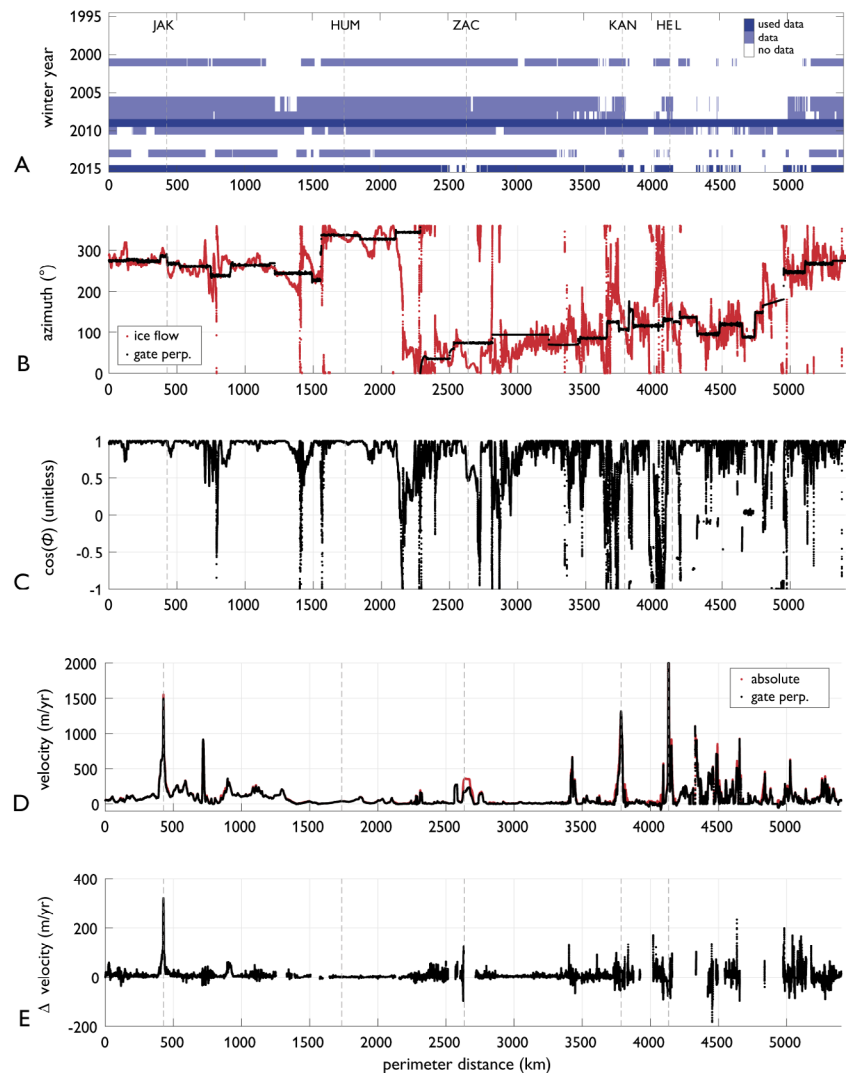 1995
2000
2005
2010
2015
winter year
JAK HUM ZAC KAN HEL
used data
data
no data
A
0 500 1000 1500 2000 2500 3000 3500 4000 4500 5000
300
200
100
0
azimuth (°)
ice flow
gate perp.
B
0 500 1000 1500 2000 2500 3000 3500 4000 4500 5000
1
0.5
0
-0.5
-1
cos(Φ) (unitless)
C
0 500 1000 1500 2000 2500 3000 3500 4000 4500 5000
2000
1500
1000
500
0
velocity (m/yr)
absolute
gate perp.
D
0 500 1000 1500 2000 2500 3000 3500 4000 4500 5000
400
200
0
-200
Δ velocity (m/yr)
E
0 500 1000 1500 2000 2500 3000 3500 4000 4500 5000
perimeter distance (km)